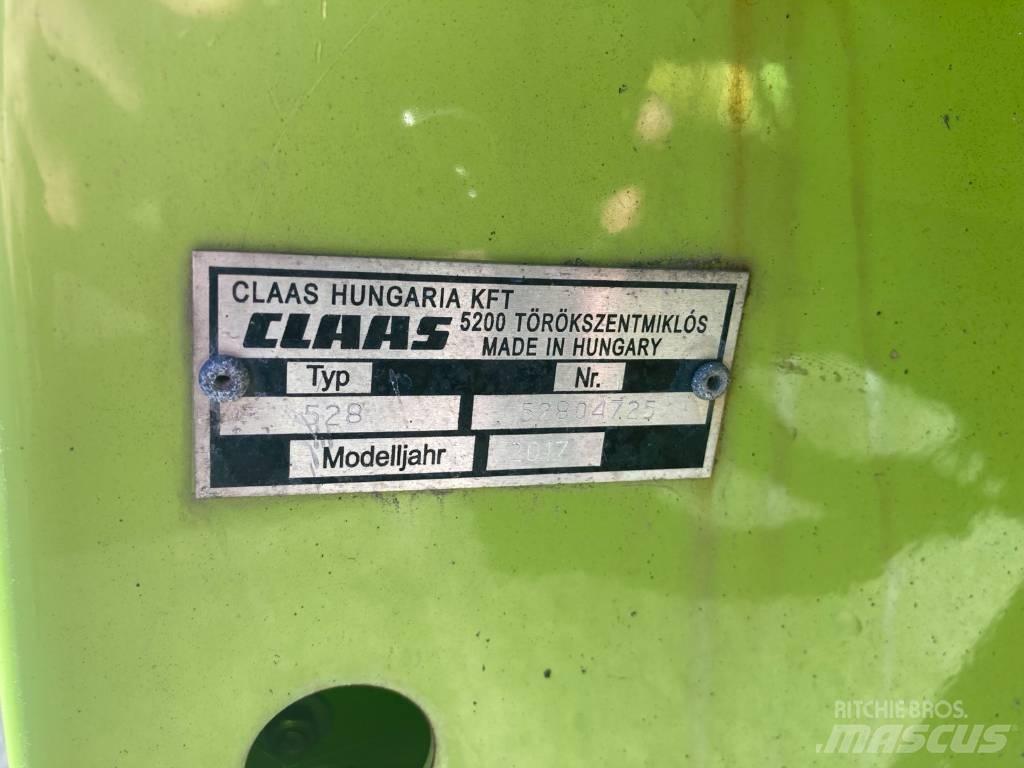 CLAAS HUNGARIA KFT
CLAAS 5200 TÖRÖKSZENTMIKLÓS
MADE IN HUNGARY
Typ Nr.
528 52804725
Modelljahr 2017
RITCHIE BROS.
MASCUS